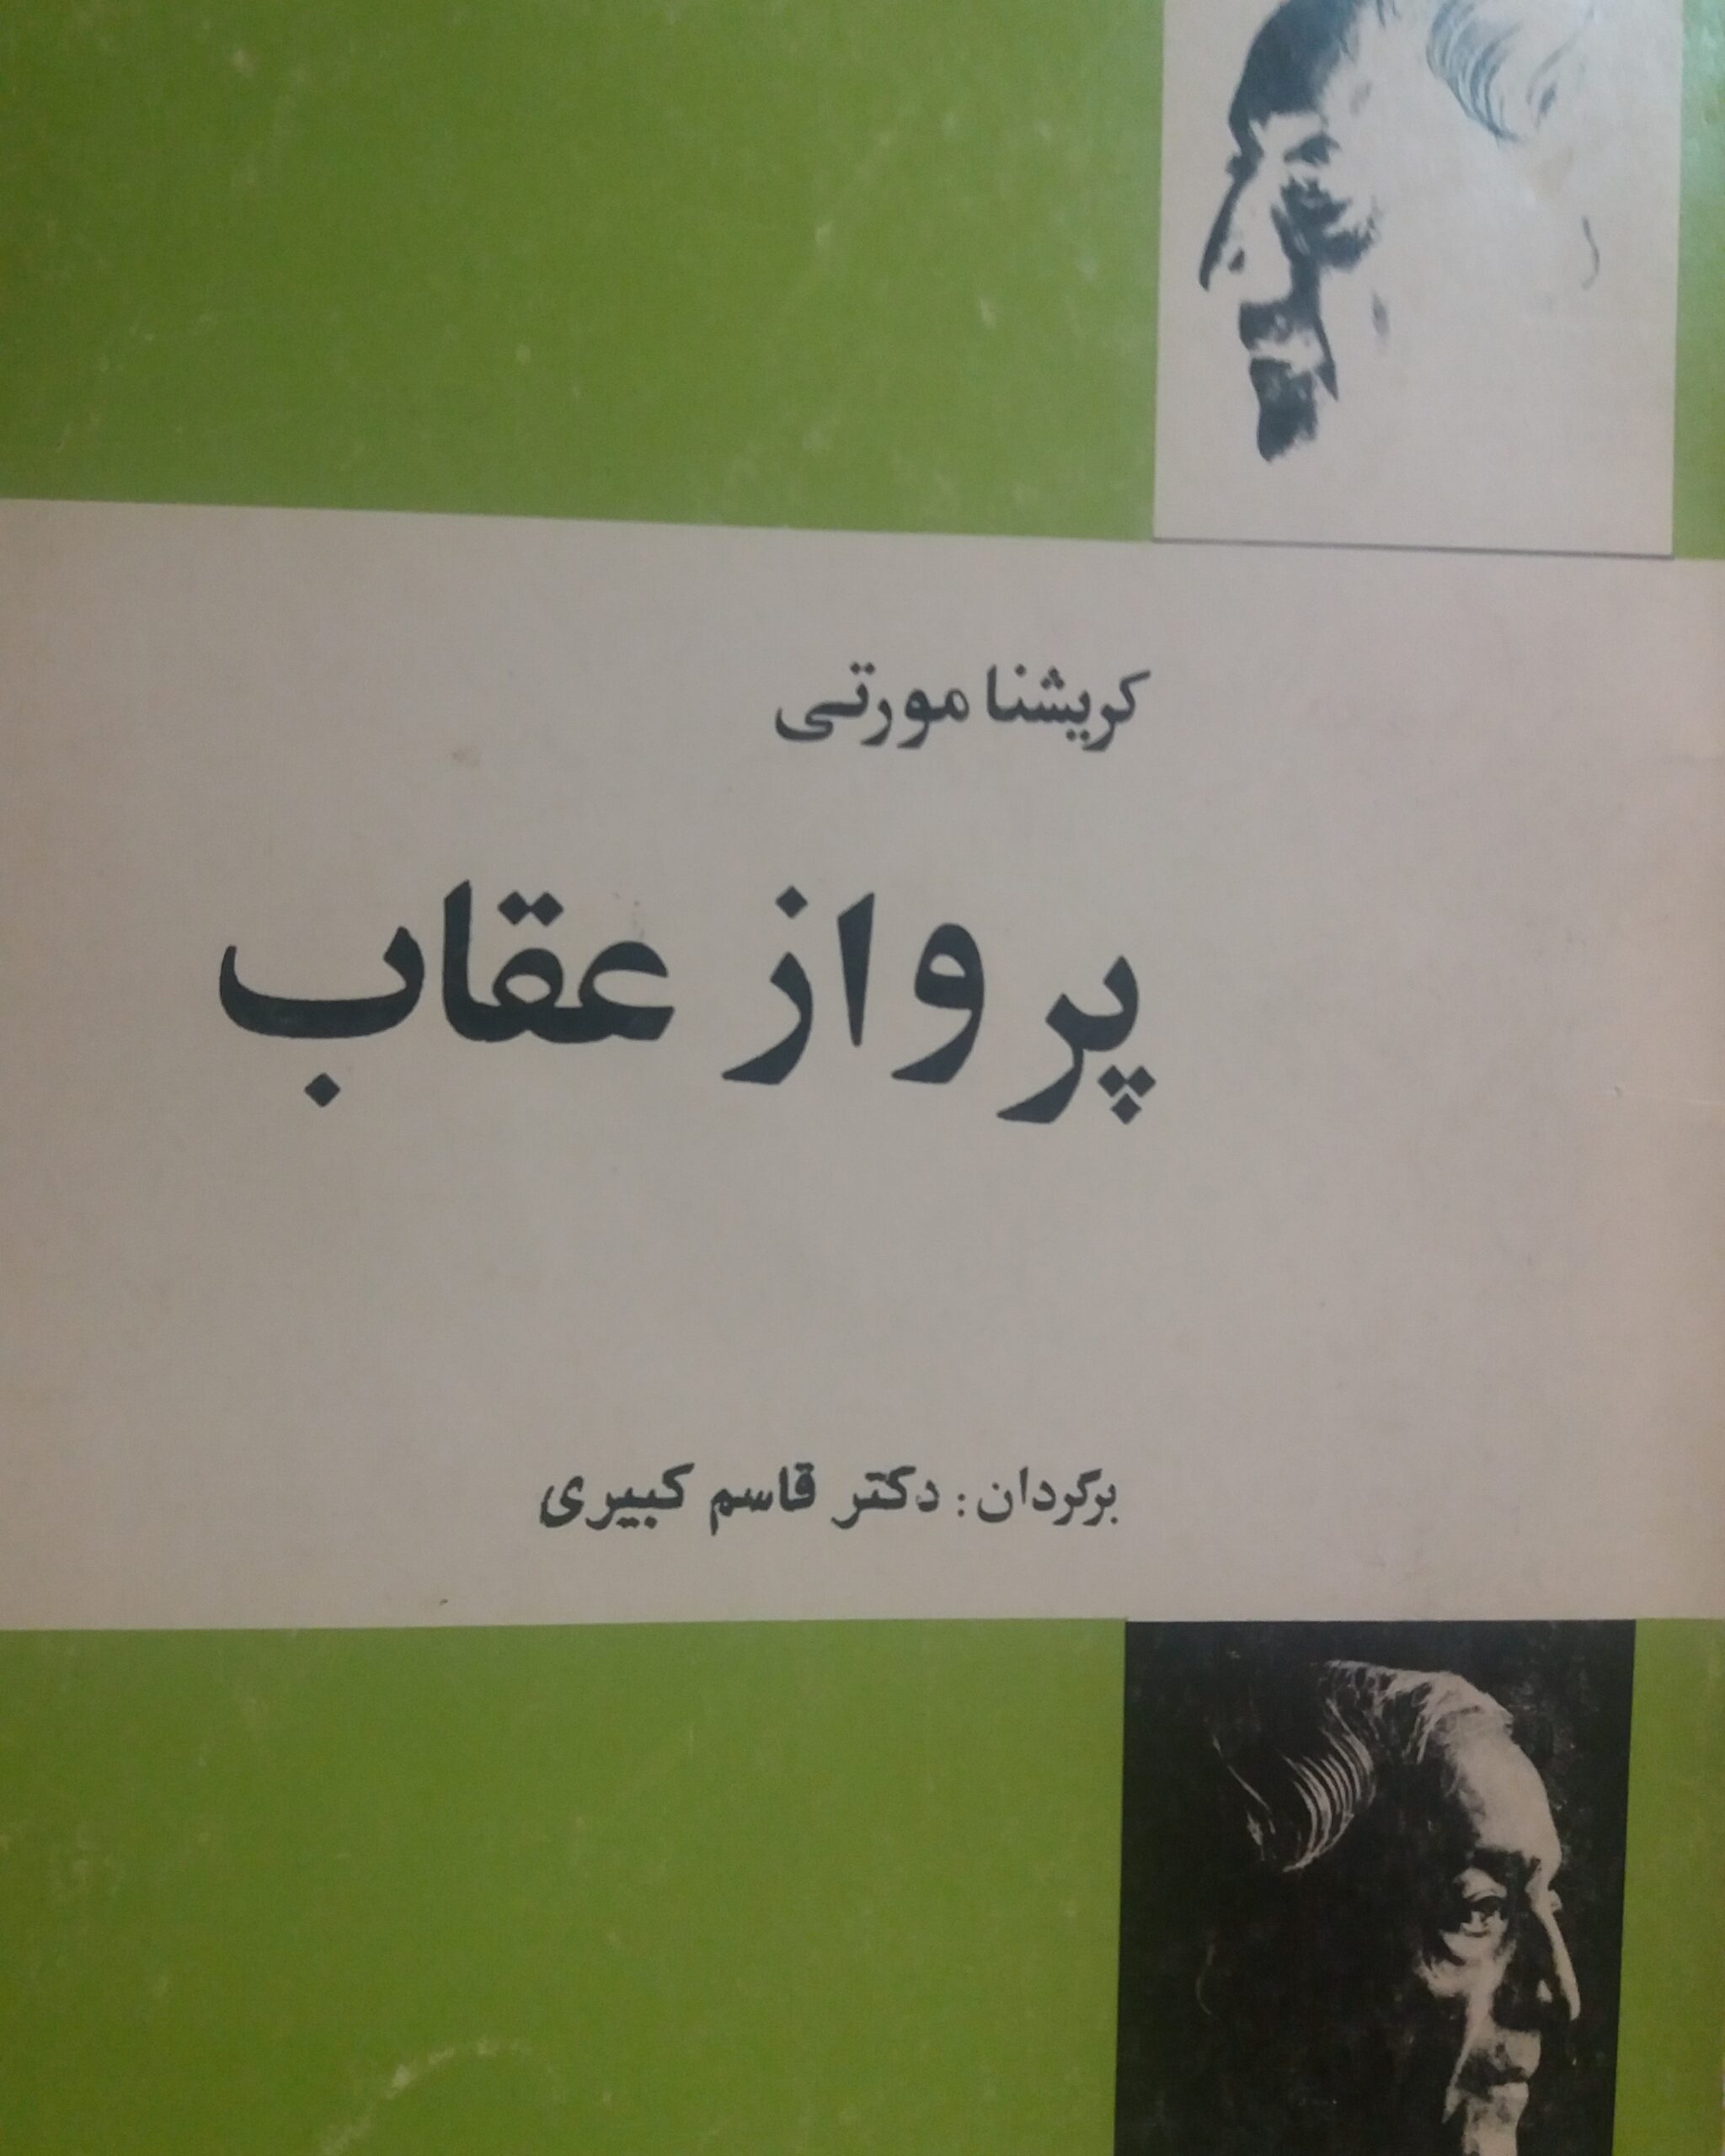 کریشنا مورتی
پرواز عقاب
برگردان: دکتر قاسم کبیری